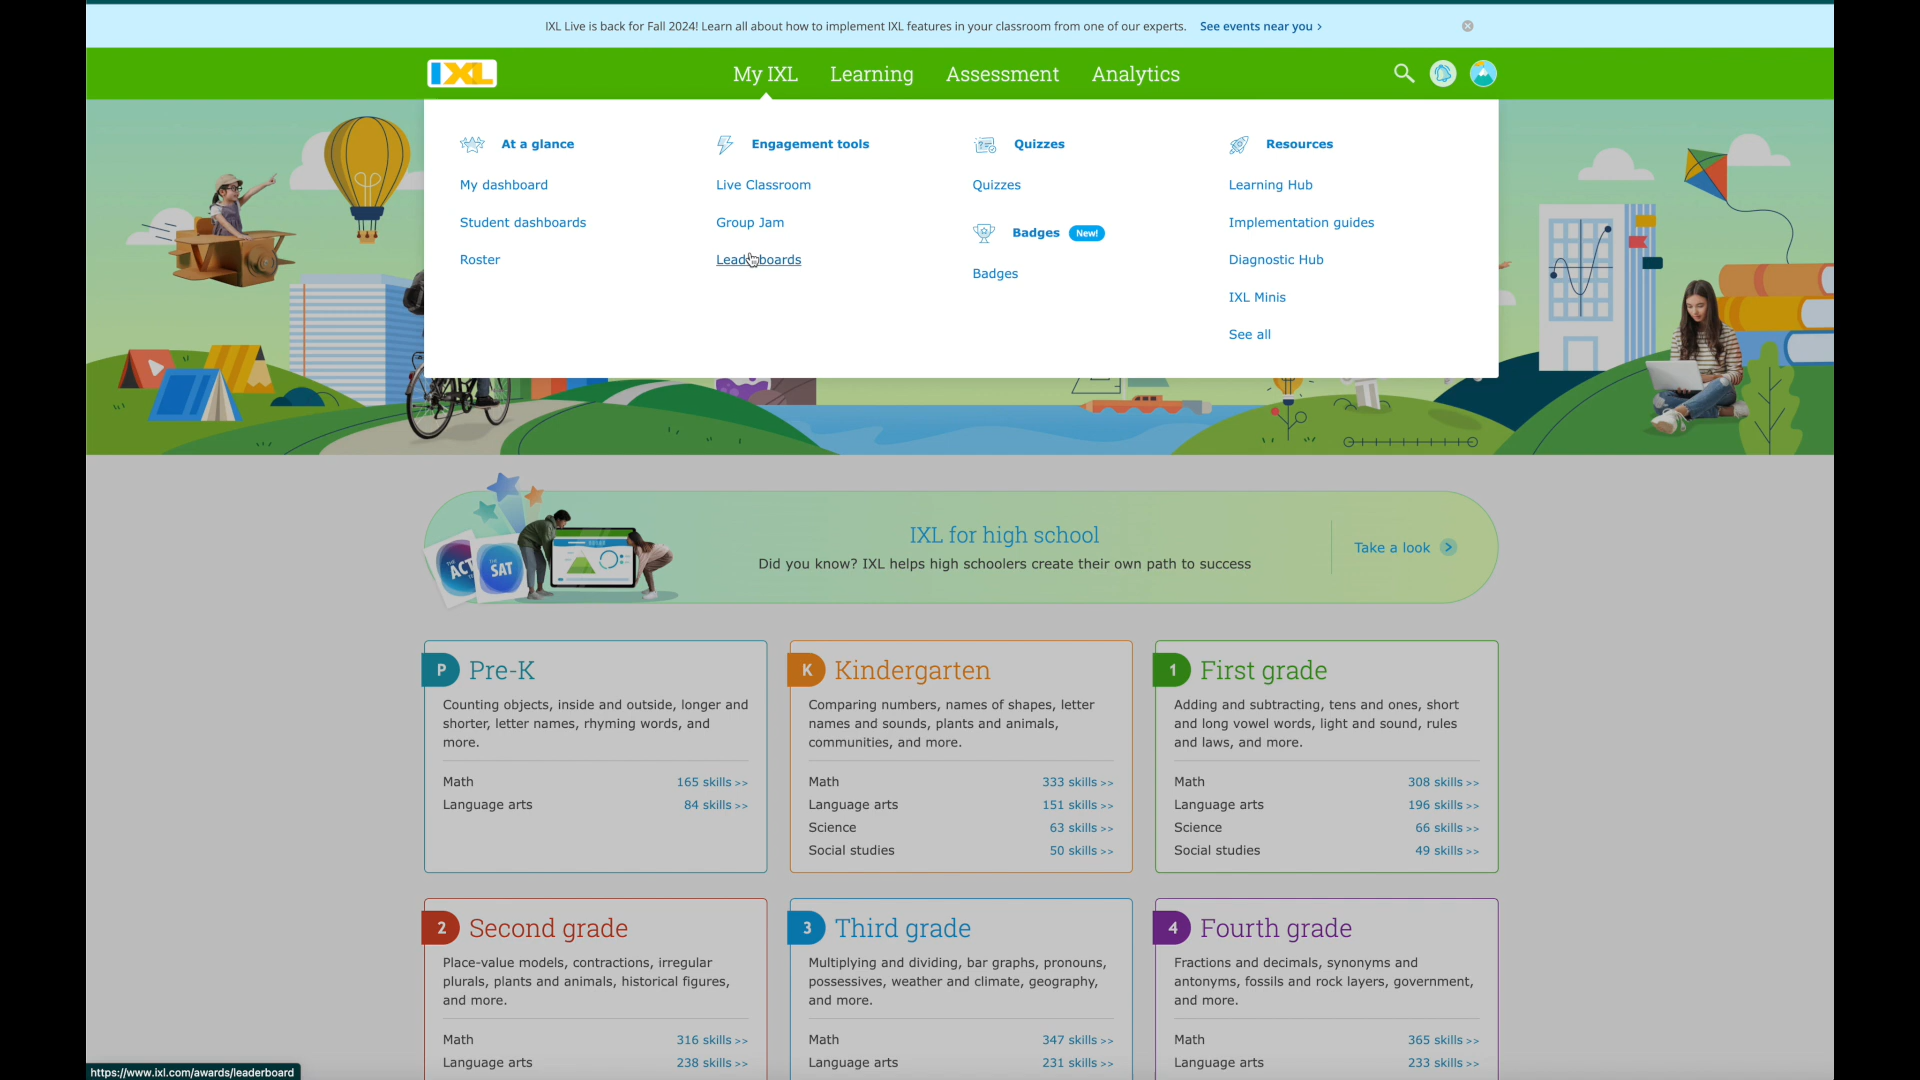 IXL Live is back for Fall 2024! Learn all about how to implement IXL features in your classroom from one of our experts. See events near you >
IXL My IXL Learning Assessment Analytics
At a glance
My dashboard
Student dashboards
Roster
Engagement tools
Live Classroom
Group Jam
Leaderboards
Quizzes
Quizzes
Badges New!
Badges
Resources
Learning Hub
Implementation guides
Diagnostic Hub
IXL Minis
See all
THE ACT
THE SAT
IXL for high school
Did you know? IXL helps high schoolers create their own path to success
Take a look >
P Pre-K
Counting objects, inside and outside, longer and
shorter, letter names, rhyming words, and
more.
Math 165 skills >>
Language arts 84 skills >>
K Kindergarten
Comparing numbers, names of shapes, letter
names and sounds, plants and animals,
communities, and more.
Math 333 skills >>
Language arts 151 skills >>
Science 63 skills >>
Social studies 50 skills >>
1 First grade
Adding and subtracting, tens and ones, short
and long vowel words, light and sound, rules
and laws, and more.
Math 308 skills >>
Language arts 196 skills >>
Science 66 skills >>
Social studies 49 skills >>
2 Second grade
Place-value models, contractions, irregular
plurals, plants and animals, historical figures,
and more.
Math 316 skills >>
Language arts 238 skills >>
3 Third grade
Multiplying and dividing, bar graphs, pronouns,
possessives, weather and climate, geography,
and more.
Math 347 skills >>
Language arts 231 skills >>
4 Fourth grade
Fractions and decimals, synonyms and
antonyms, fossils and rock layers, government,
and more.
Math 365 skills >>
Language arts 233 skills >>
https://www.ixl.com/awards/leaderboard